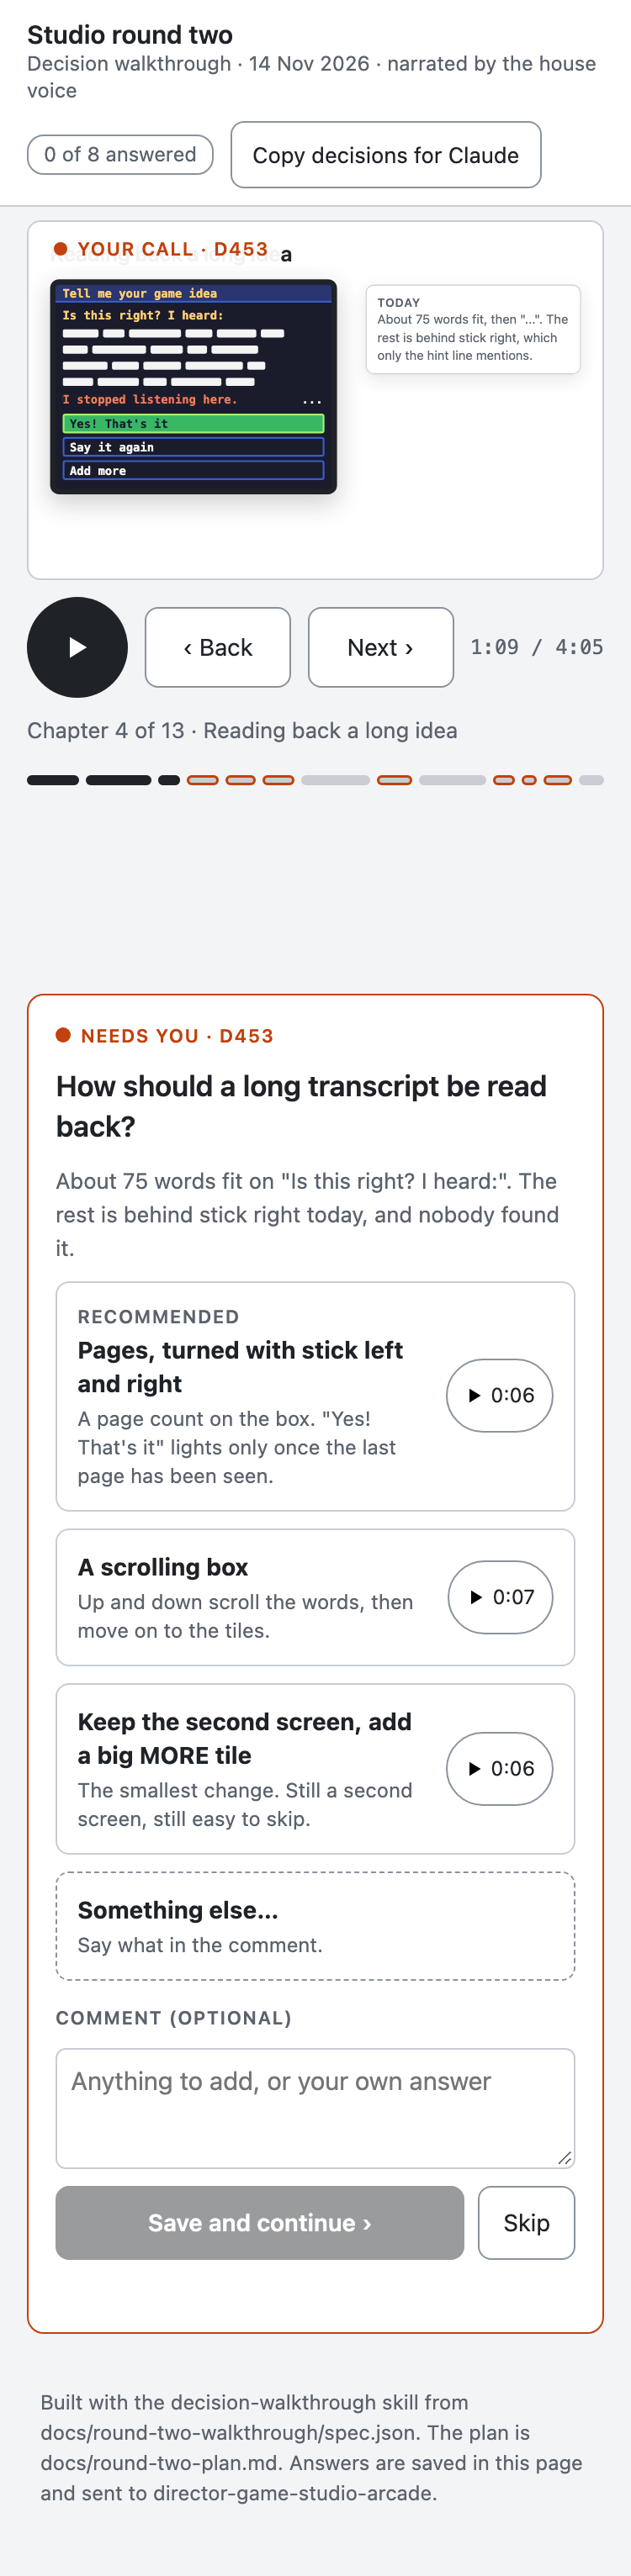 Studio round two
Decision walkthrough · 14 Nov 2026 · narrated by the house
voice
0 of 8 answered
Copy decisions for Claude
YOUR CALL · D453
a
Tell me your game idea
Is this right? I heard:
I stopped listening here. ...
Yes! That's it
Say it again
Add more
TODAY
About 75 words fit, then "...". The
rest is behind stick right, which
only the hint line mentions.
‹ Back
Next ›
1:09 / 4:05
Chapter 4 of 13 · Reading back a long idea
NEEDS YOU · D453
How should a long transcript be read
back?
About 75 words fit on "Is this right? I heard:". The
rest is behind stick right today, and nobody found
it.
RECOMMENDED
Pages, turned with stick left
and right
A page count on the box. "Yes!
That's it" lights only once the last
page has been seen.
0:06
A scrolling box
Up and down scroll the words, then
move on to the tiles.
0:07
Keep the second screen, add
a big MORE tile
The smallest change. Still a second
screen, still easy to skip.
0:06
Something else...
Say what in the comment.
COMMENT (OPTIONAL)
Anything to add, or your own answer
Save and continue ›
Skip
Built with the decision-walkthrough skill from
docs/round-two-walkthrough/spec.json. The plan is
docs/round-two-plan.md. Answers are saved in this page
and sent to director-game-studio-arcade.